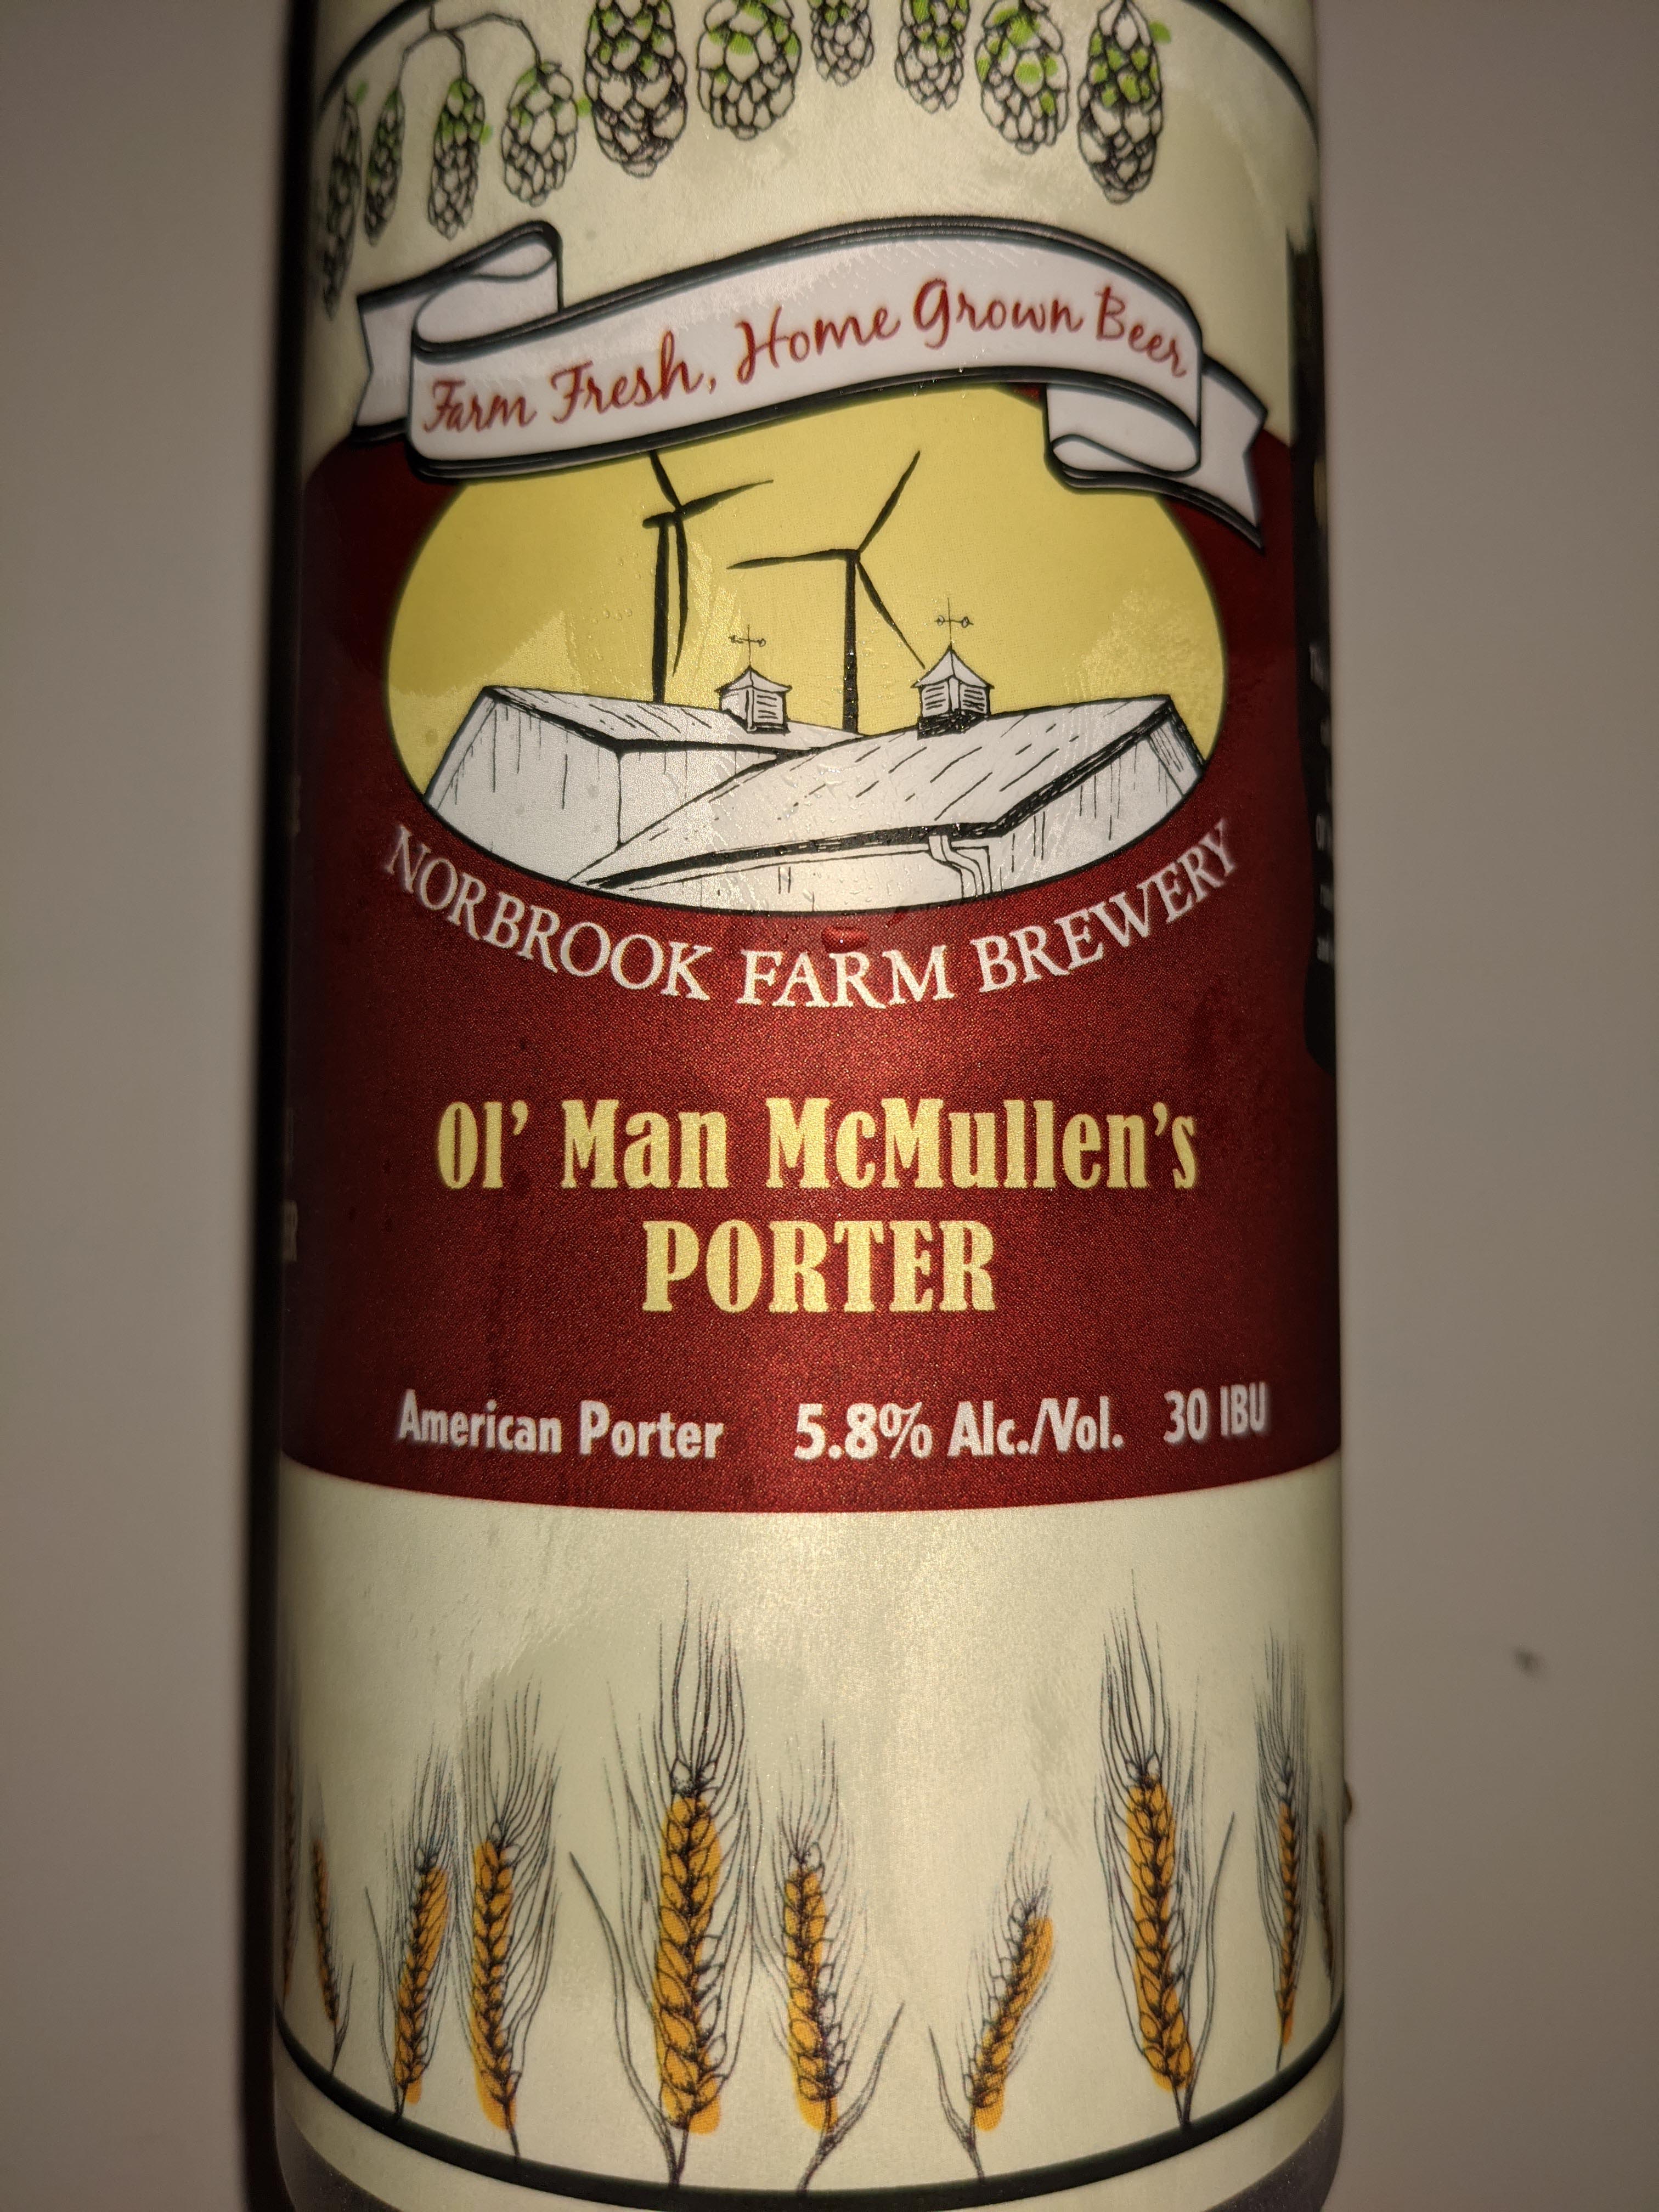 Farm Fresh, Home Grown Beer
NORBROOK FARM BREWERY
Ol' Man McMullen's
PORTER
American Porter 5.8% Alc./Vol. 30 IBU